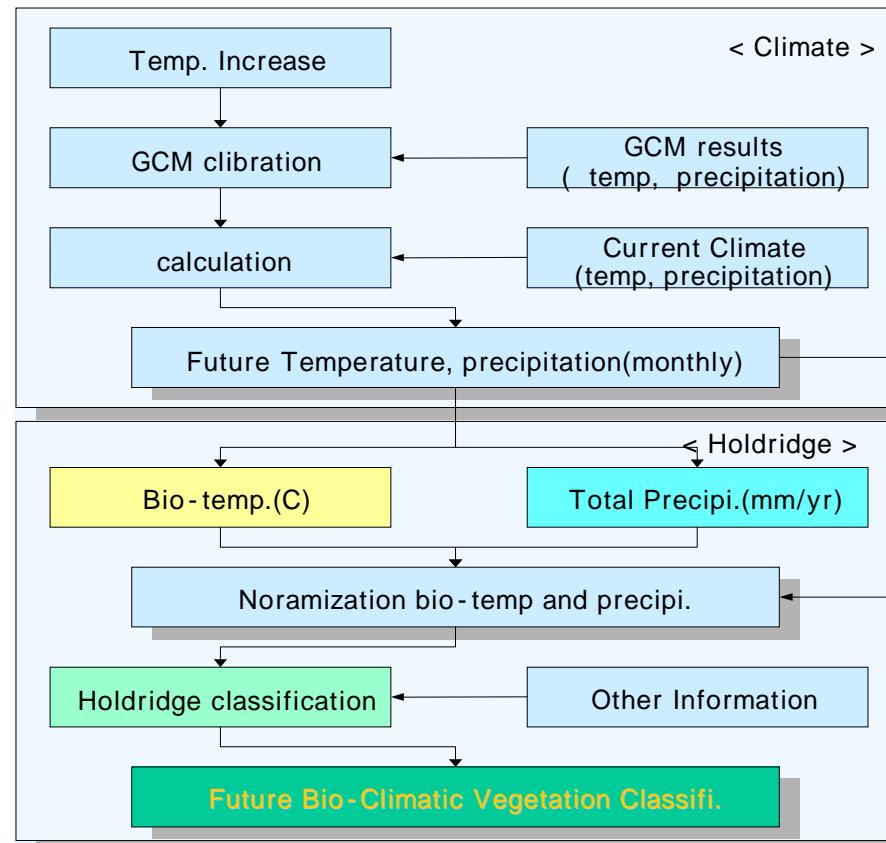 < Climate >
Temp. Increase
GCM clibration
GCM results
( temp, precipitation)
calculation
Current Climate
(temp, precipitation)
Future Temperature, precipitation(monthly)
< Holdridge >
Bio-temp.(C)
Total Precipi.(mm/yr)
Noramization bio-temp and precipi.
Holdridge classification
Other Information
Future Bio-Climatic Vegetation Classifi.